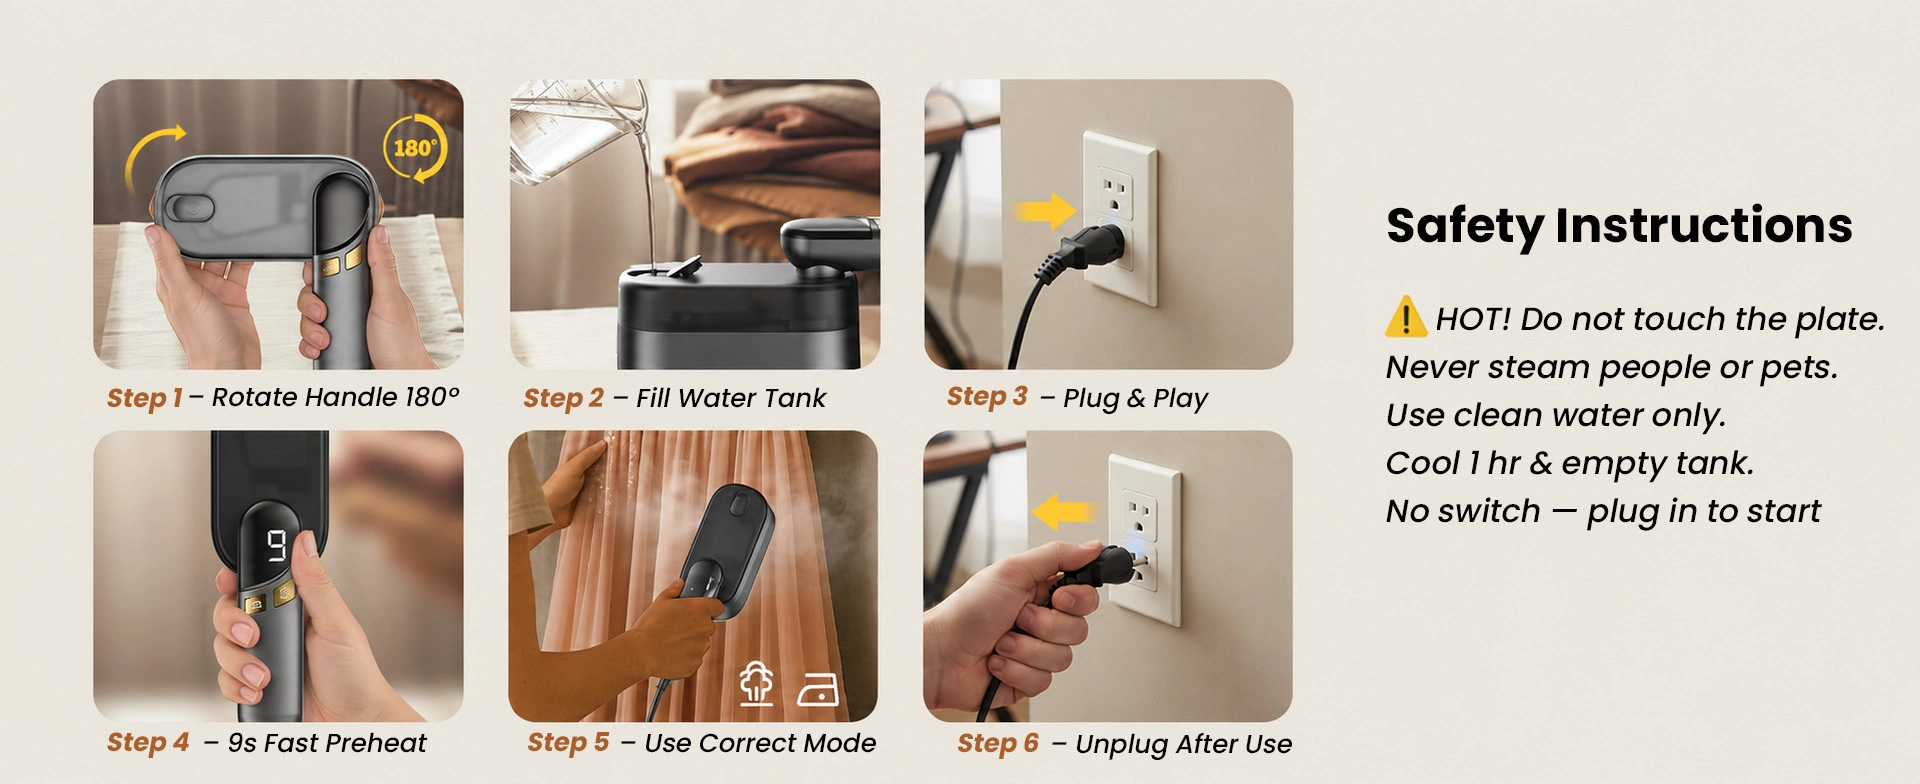 180°
Step 1 – Rotate Handle 180°
Step 2 – Fill Water Tank
Step 3 – Plug & Play
9
Step 4 – 9s Fast Preheat
Step 5 – Use Correct Mode
Step 6 – Unplug After Use
Safety Instructions
⚠️ HOT! Do not touch the plate.
Never steam people or pets.
Use clean water only.
Cool 1 hr & empty tank.
No switch — plug in to start